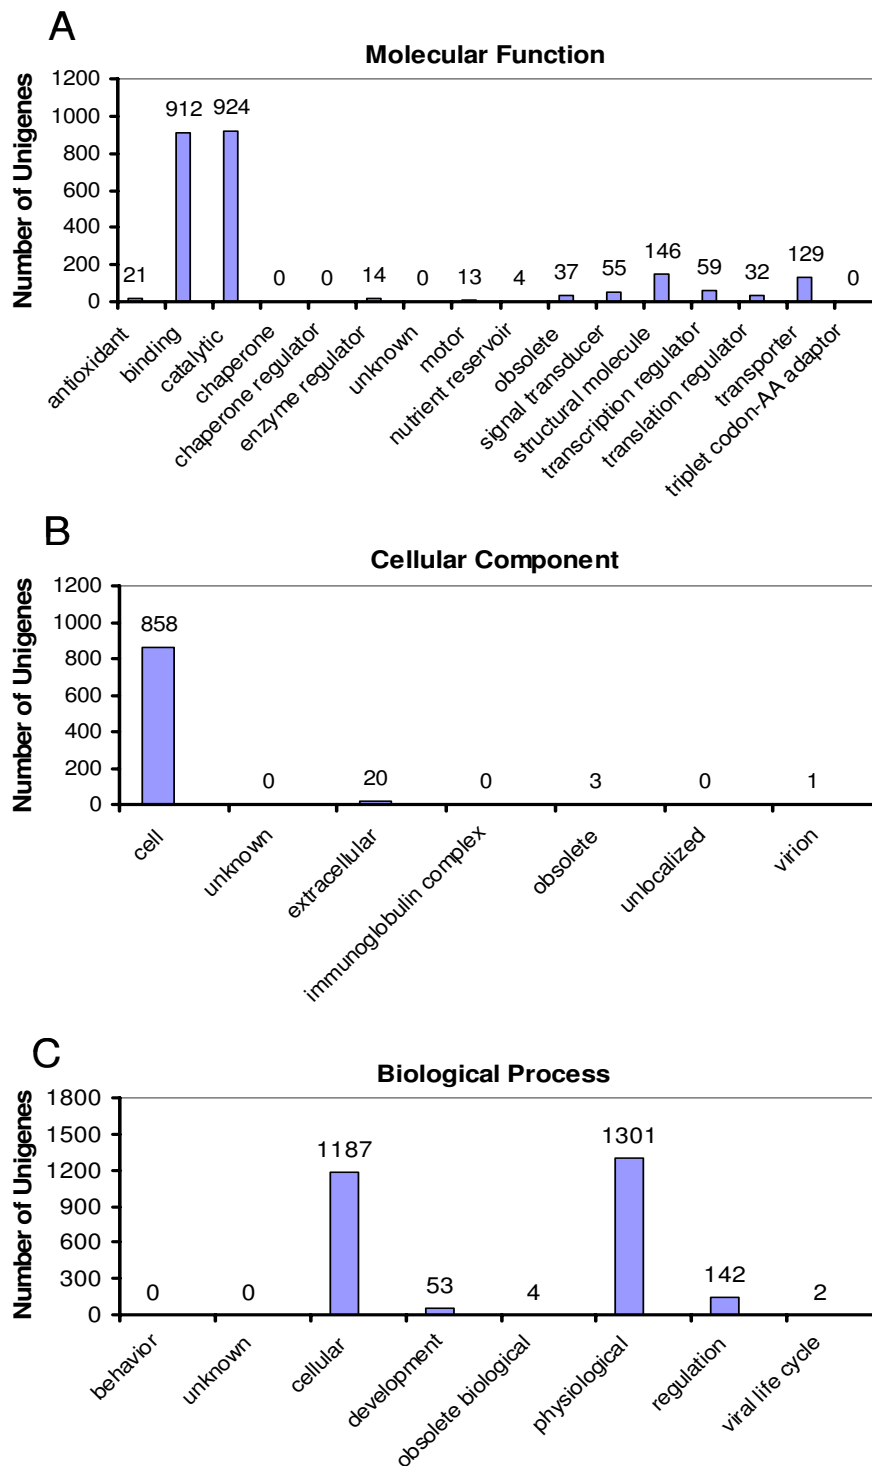 A
Molecular Function
Number of Unigenes
1200
1000
800
600
400
200
0
21
912
924
0
0
14
0
13
4
37
55
146
59
32
129
0
antioxidant
binding
catalytic
chaperone
chaperone regulator
enzyme regulator
unknown
motor
nutrient reservoir
obsolete
signal transducer
structural molecule
transcription regulator
translation regulator
transporter
triplet codon-AA adaptor
B
Cellular Component
Number of Unigenes
1200
1000
800
600
400
200
0
858
0
20
0
3
0
1
cell
unknown
extracellular
immunoglobulin complex
obsolete
unlocalized
virion
C
Biological Process
Number of Unigenes
1800
1500
1200
900
600
300
0
0
0
1187
53
4
1301
142
2
behavior
unknown
cellular
development
obsolete biological
physiological
regulation
viral life cycle